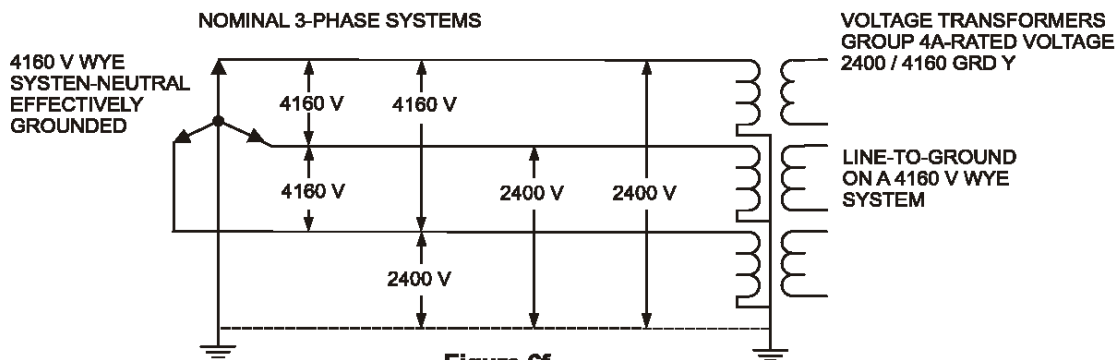 NOMINAL 3-PHASE SYSTEMS
VOLTAGE TRANSFORMERS
GROUP 4A-RATED VOLTAGE
2400 / 4160 GRD Y
4160 V WYE
SYSTEN-NEUTRAL
EFFECTIVELY
GROUNDED
4160 V
4160 V
4160 V
2400 V
2400 V
2400 V
LINE-TO-GROUND
ON A 4160 V WYE
SYSTEM